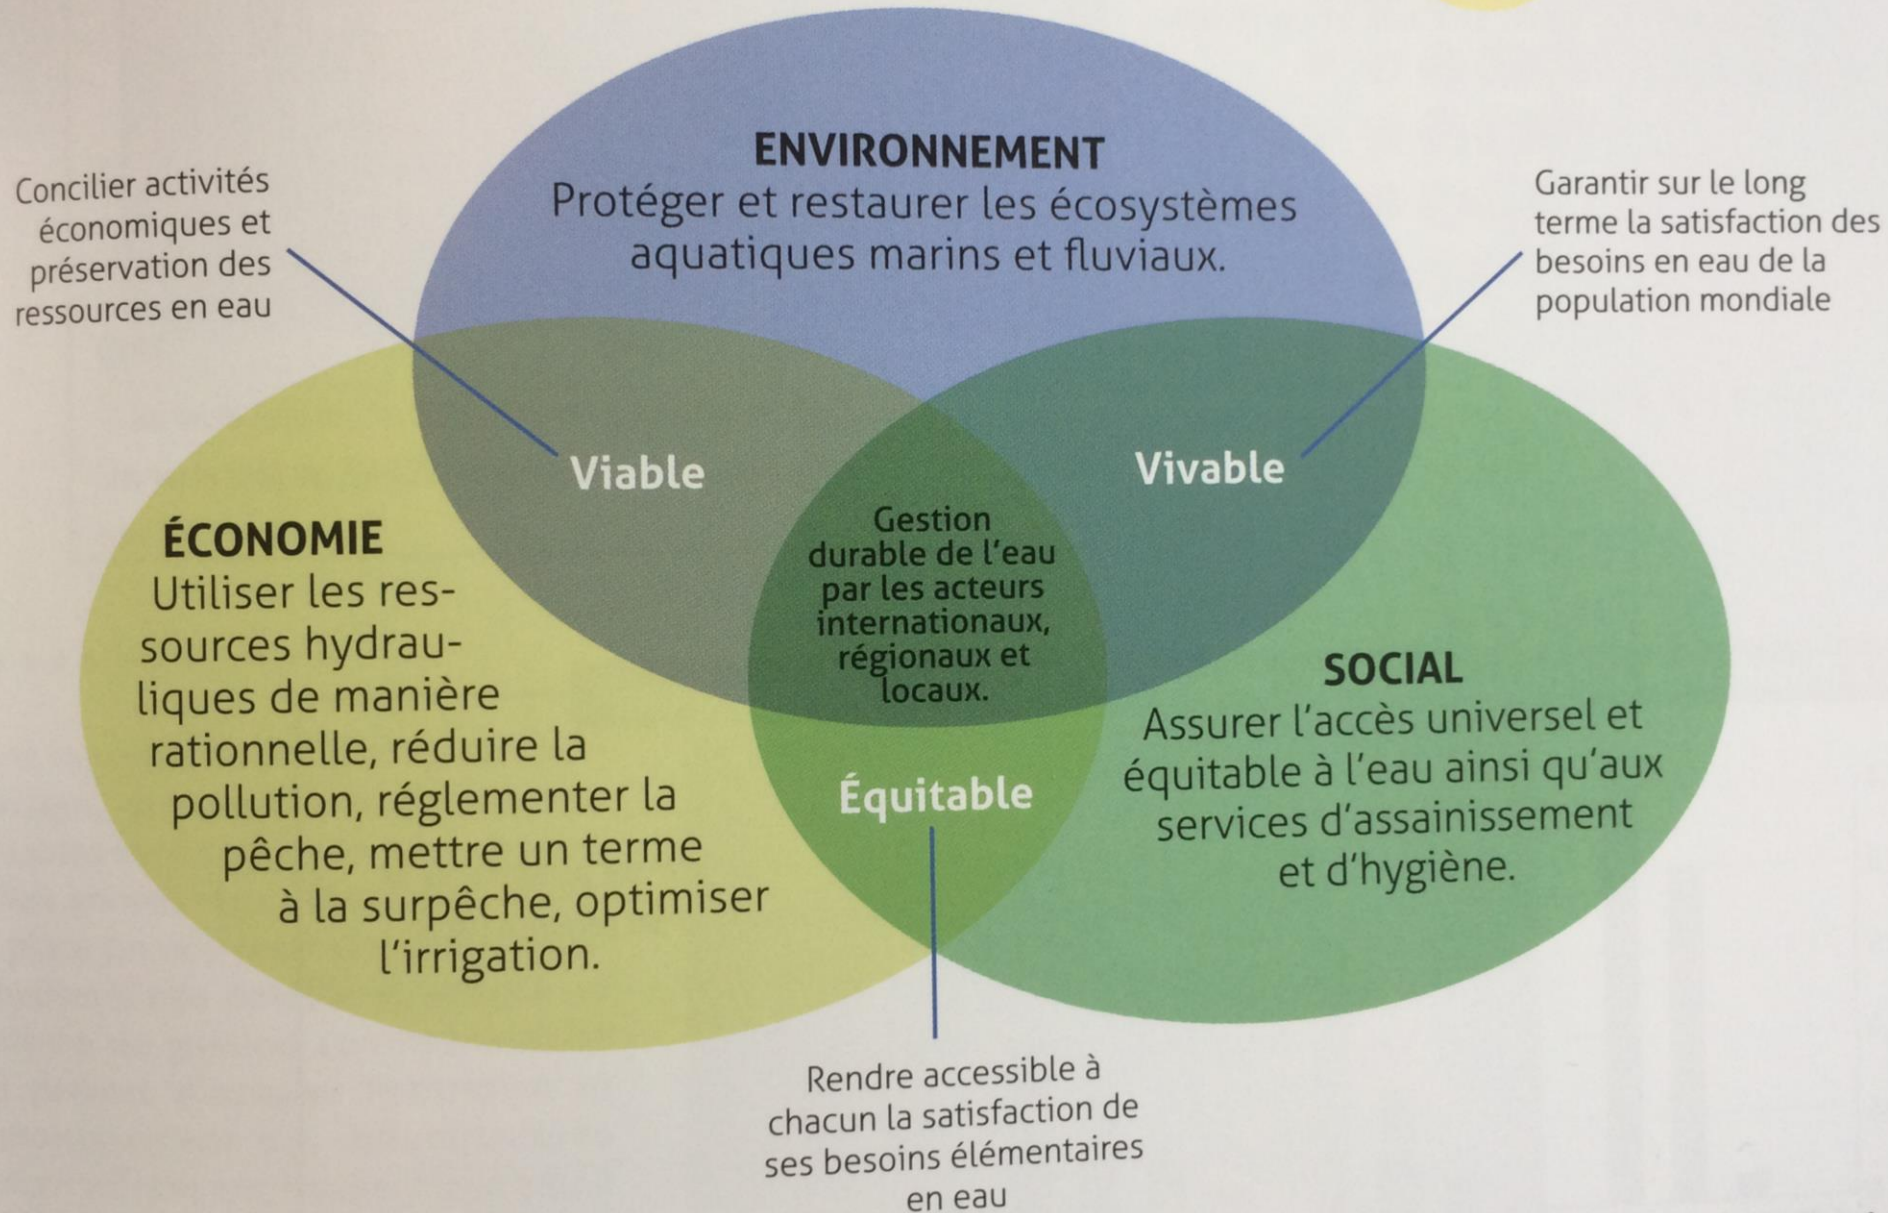 ENVIRONNEMENT
Protéger et restaurer les écosystèmes
aquatiques marins et fluviaux.
Concilier activités
économiques et
préservation des
ressources en eau
Garantir sur le long
terme la satisfaction des
besoins en eau de la
population mondiale
Viable
Vivable
Gestion
durable de l'eau
par les acteurs
internationaux,
régionaux et
locaux.
ÉCONOMIE
Utiliser les res-
sources hydrau-
liques de manière
rationnelle, réduire la
pollution, réglementer la
pêche, mettre un terme
à la surpêche, optimiser
l'irrigation.
SOCIAL
Assurer l'accès universel et
équitable à l'eau ainsi qu'aux
services d'assainissement
et d'hygiène.
Équitable
Rendre accessible à
chacun la satisfaction de
ses besoins élémentaires
en eau